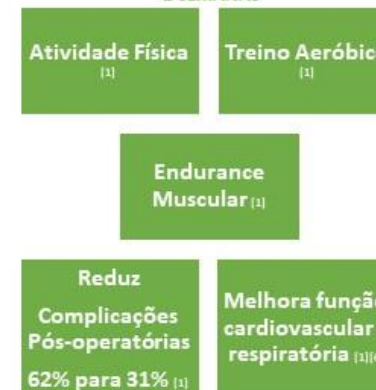 Atividade Física
[1]
Treino Aeróbic
[1]
Endurance
Muscular [1]
Reduz
Complicações
Pós-operatórias
62% para 31% [1]
Melhora funçã
cardiovascular
respiratória [1]